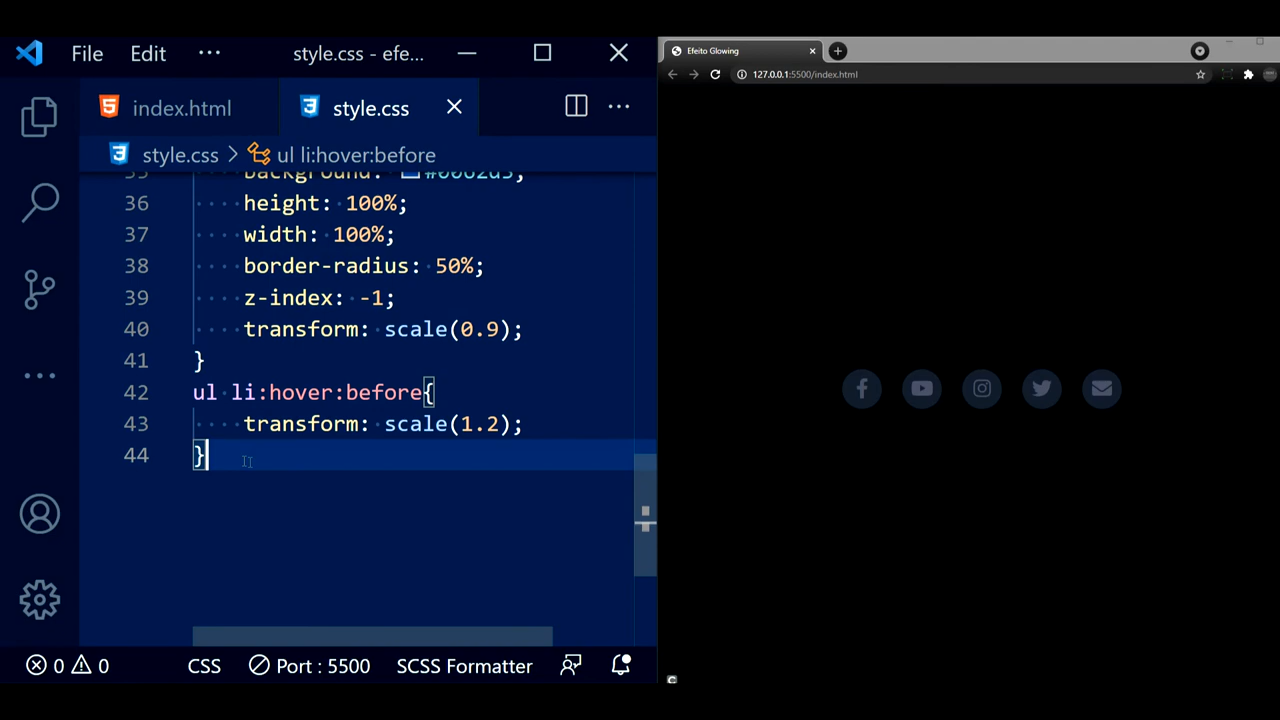 File Edit ··· style.css - efe...
index.html style.css
style.css > ul li:hover:before
36 height: 100%;
37 width: 100%;
38 border-radius: 50%;
39 z-index: -1;
40 transform: scale(0.9);
41 }
42 ul li:hover:before{
43 transform: scale(1.2);
44 }
0 0 CSS Port : 5500 SCSS Formatter
Efeito Glowing
127.0.0.1:5500/index.html